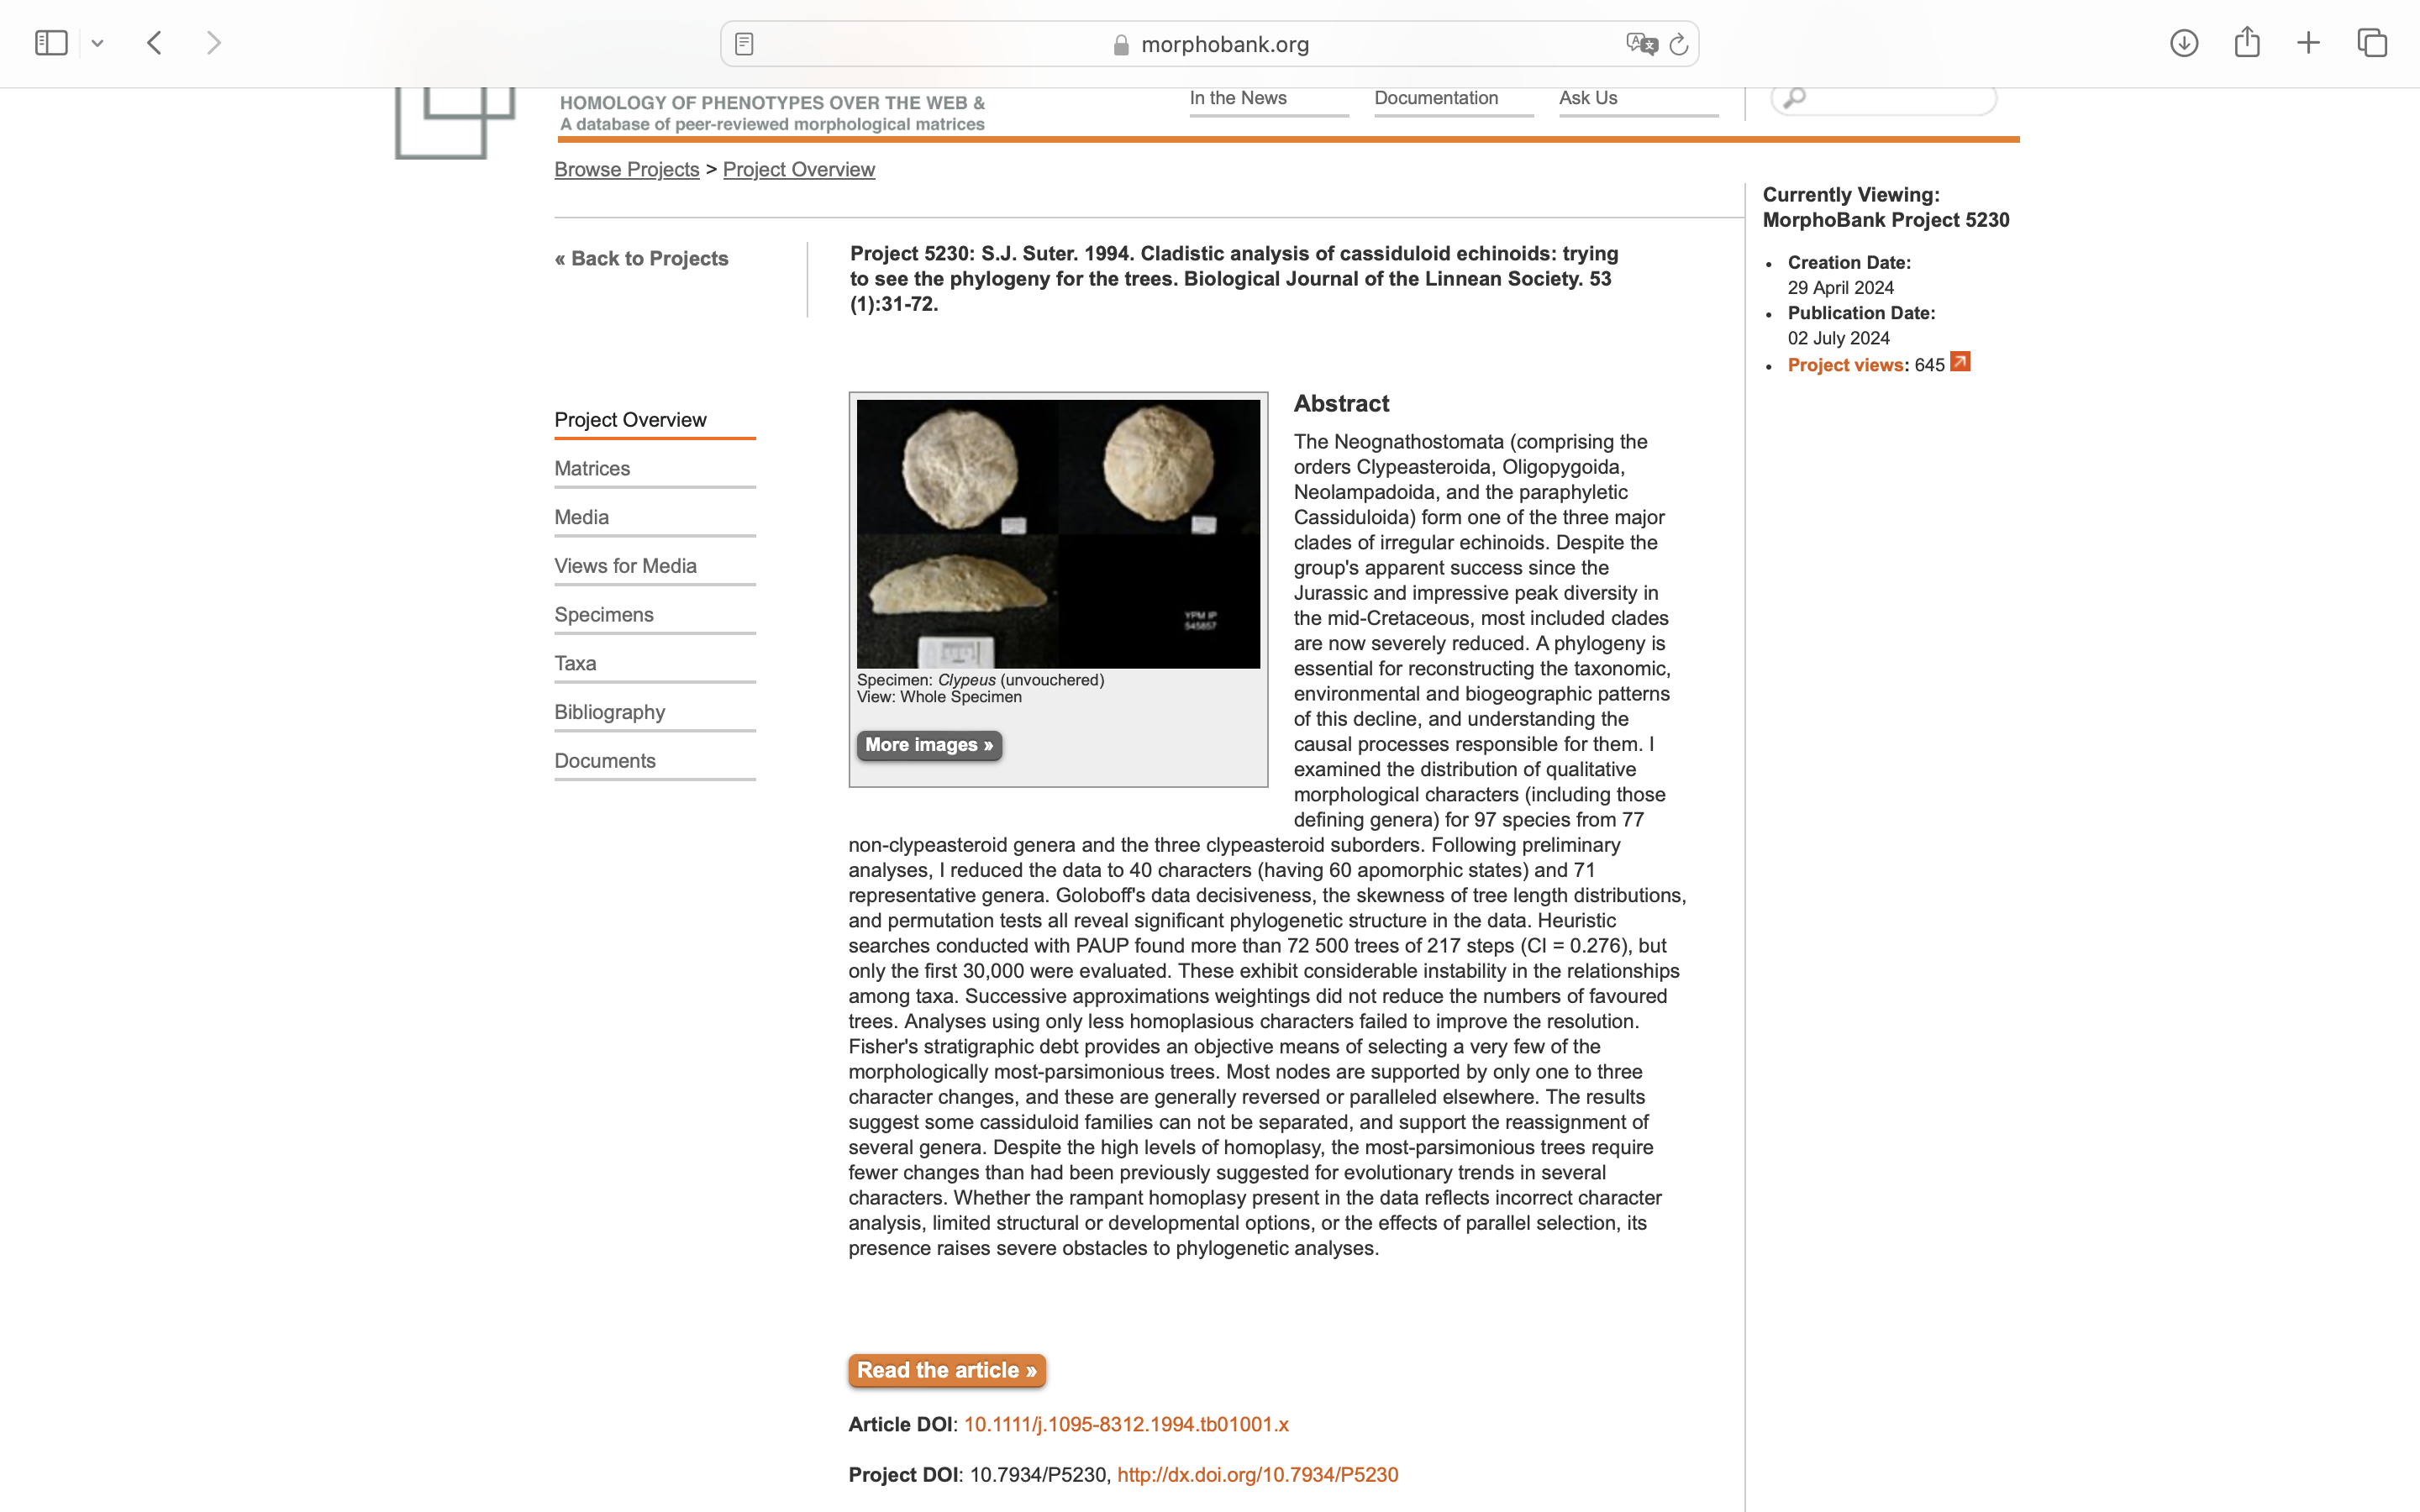 morphobank.org
HOMOLOGY OF PHENOTYPES OVER THE WEB &
A database of peer-reviewed morphological matrices
In the News
Documentation
Ask Us
Browse Projects > Project Overview
Currently Viewing:
MorphoBank Project 5230
• Creation Date:
29 April 2024
• Publication Date:
02 July 2024
• Project views: 645
« Back to Projects
Project 5230: S.J. Suter. 1994. Cladistic analysis of cassiduloid echinoids: trying
to see the phylogeny for the trees. Biological Journal of the Linnean Society. 53
(1):31-72.
Project Overview
Matrices
Media
Views for Media
Specimens
Taxa
Bibliography
Documents
YPM IP
545857
Specimen: Clypeus (unvouchered)
View: Whole Specimen
More images »
Abstract
The Neognathostomata (comprising the
orders Clypeasteroida, Oligopygoida,
Neolampadoida, and the paraphyletic
Cassiduloida) form one of the three major
clades of irregular echinoids. Despite the
group's apparent success since the
Jurassic and impressive peak diversity in
the mid-Cretaceous, most included clades
are now severely reduced. A phylogeny is
essential for reconstructing the taxonomic,
environmental and biogeographic patterns
of this decline, and understanding the
causal processes responsible for them. I
examined the distribution of qualitative
morphological characters (including those
defining genera) for 97 species from 77
non-clypeasteroid genera and the three clypeasteroid suborders. Following preliminary
analyses, I reduced the data to 40 characters (having 60 apomorphic states) and 71
representative genera. Goloboff's data decisiveness, the skewness of tree length distributions,
and permutation tests all reveal significant phylogenetic structure in the data. Heuristic
searches conducted with PAUP found more than 72 500 trees of 217 steps (CI = 0.276), but
only the first 30,000 were evaluated. These exhibit considerable instability in the relationships
among taxa. Successive approximations weightings did not reduce the numbers of favoured
trees. Analyses using only less homoplasious characters failed to improve the resolution.
Fisher's stratigraphic debt provides an objective means of selecting a very few of the
morphologically most-parsimonious trees. Most nodes are supported by only one to three
character changes, and these are generally reversed or paralleled elsewhere. The results
suggest some cassiduloid families can not be separated, and support the reassignment of
several genera. Despite the high levels of homoplasy, the most-parsimonious trees require
fewer changes than had been previously suggested for evolutionary trends in several
characters. Whether the rampant homoplasy present in the data reflects incorrect character
analysis, limited structural or developmental options, or the effects of parallel selection, its
presence raises severe obstacles to phylogenetic analyses.
Read the article »
Article DOI: 10.1111/j.1095-8312.1994.tb01001.x
Project DOI: 10.7934/P5230, http://dx.doi.org/10.7934/P5230